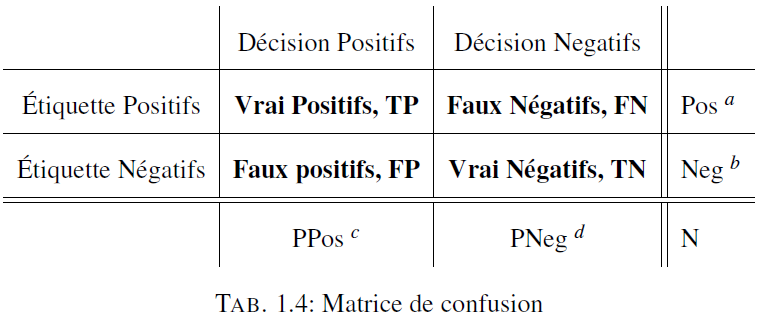 Décision Positifs Décision Negatifs
Étiquette Positifs Vrai Positifs, TP Faux Négatifs, FN Pos a
Étiquette Négatifs Faux positifs, FP Vrai Négatifs, TN Neg b
PPos c PNeg d N
TAB. 1.4: Matrice de confusion